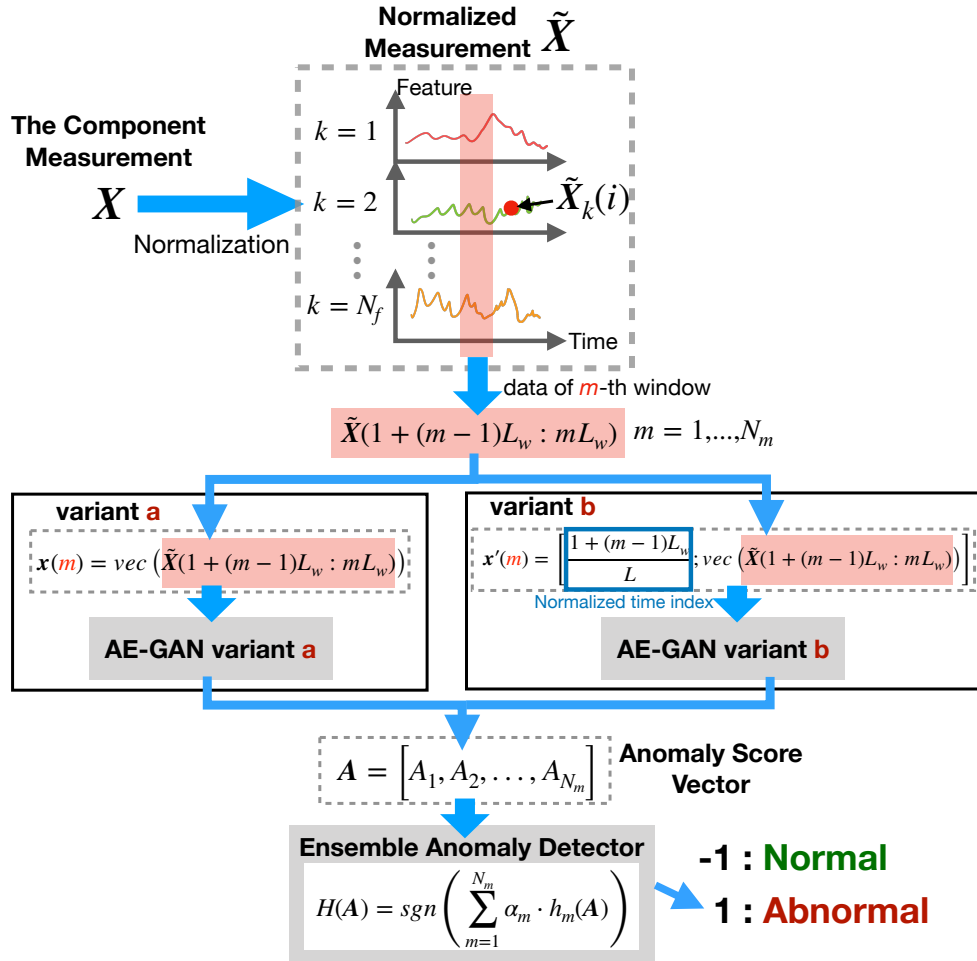 Normalized
Measurement X̃
The Component
Measurement
X
Normalization
Feature
k = 1
k = 2
X̃_k(i)
k = N_f
Time
data of m-th window
X̃(1 + (m − 1)L_w : mL_w) m = 1,...,N_m
variant a
x(m) = vec (X̃(1 + (m − 1)L_w : mL_w))
AE-GAN variant a
variant b
x′(m) = [ (1 + (m − 1)L_w) / L ; vec (X̃(1 + (m − 1)L_w : mL_w)) ]
Normalized time index
AE-GAN variant b
A = [A_1, A_2, . . . , A_{N_m}]
Anomaly Score
Vector
Ensemble Anomaly Detector
H(A) = sgn ( ∑_{m=1}^{N_m} α_m · h_m(A) )
-1 : Normal
1 : Abnormal